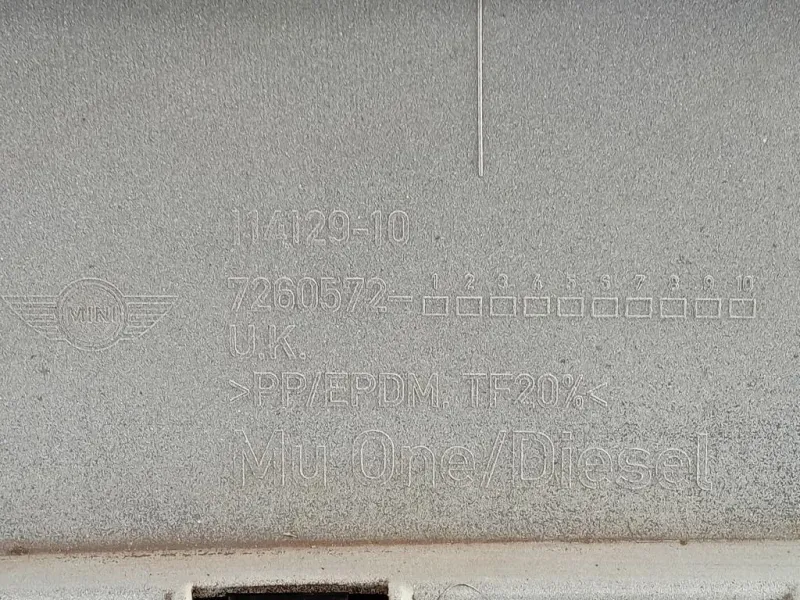 114129-10
1 2 3 4 5 6 7 8 9 10
7260572-
MINI
U.K.
>PP/EPDM. TF20%<
Mu One/Diesel